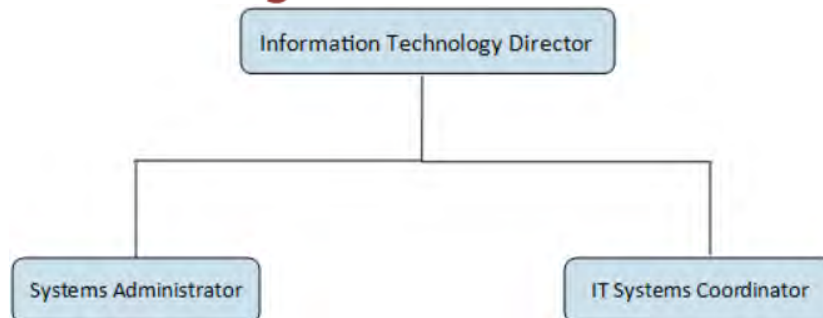 Information Technology Director
Systems Administrator
IT Systems Coordinator